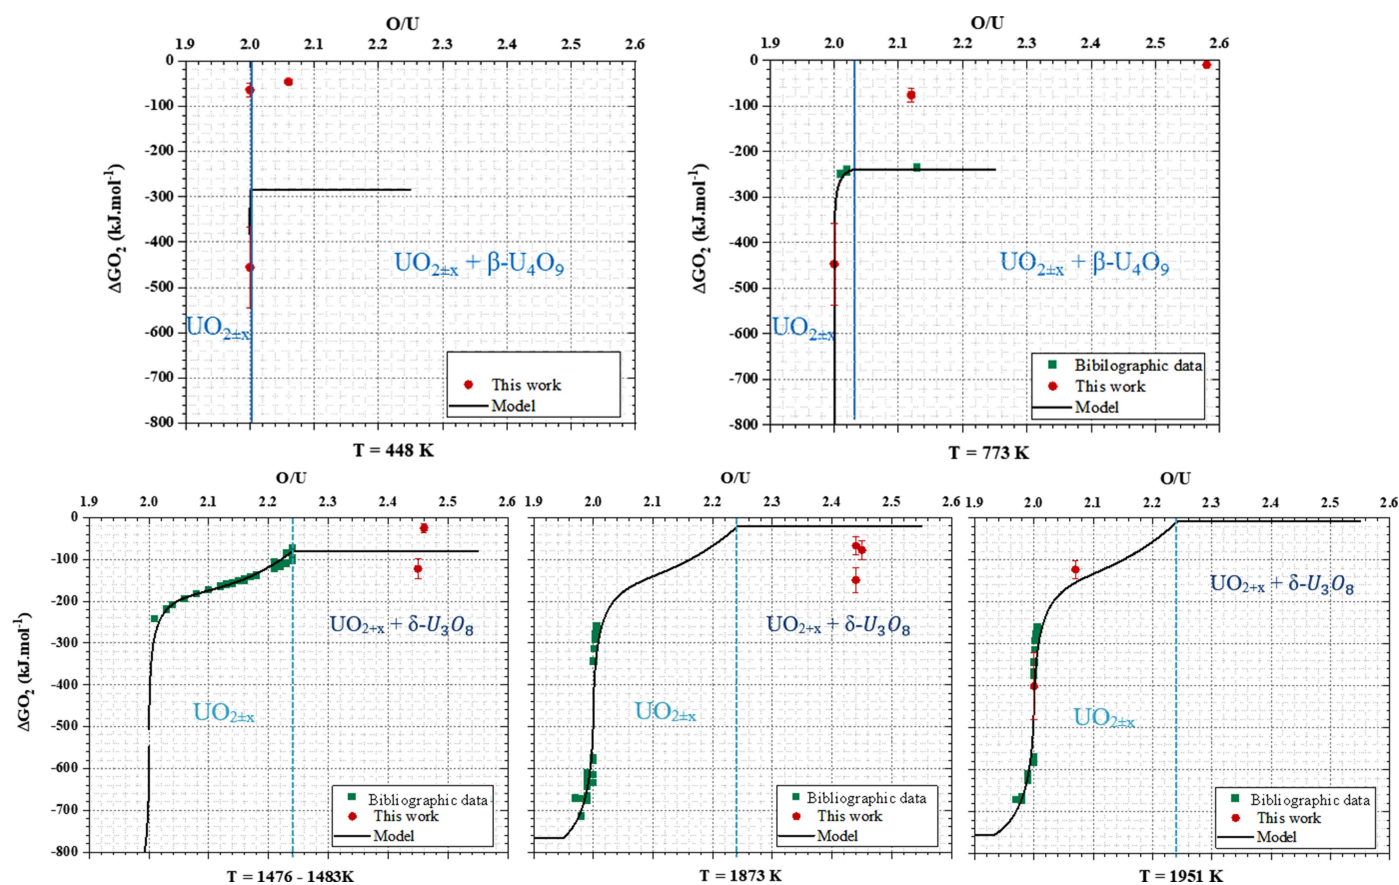 O/U
1.9 2.0 2.1 2.2 2.3 2.4 2.5 2.6
0
-100
-200
-300
-400
-500
-600
-700
-800
ΔGO₂ (kJ.mol⁻¹)
UO₂±ₓ + β-U₄O₉
UO₂±ₓ
This work
Model
T = 448 K
O/U
1.9 2.0 2.1 2.2 2.3 2.4 2.5 2.6
0
-100
-200
-300
-400
-500
-600
-700
-800
ΔGO₂ (kJ.mol⁻¹)
UO₂±ₓ + β-U₄O₉
UO₂±ₓ
Bibilographic data
This work
Model
T = 773 K
O/U
1.9 2.0 2.1 2.2 2.3 2.4 2.5 2.6
0
-100
-200
-300
-400
-500
-600
-700
-800
ΔGO₂ (kJ.mol⁻¹)
UO₂₊ₓ + δ-U₃O₈
UO₂±ₓ
Bibliographic data
This work
Model
T = 1476 - 1483K
O/U
1.9 2.0 2.1 2.2 2.3 2.4 2.5 2.6
UO₂₊ₓ + δ-U₃O₈
UO₂±ₓ
Bibliographic data
This work
Model
T = 1873 K
O/U
1.9 2.0 2.1 2.2 2.3 2.4 2.5 2.6
UO₂₊ₓ + δ-U₃O₈
UO₂±ₓ
Bibliographic data
This work
Model
T = 1951 K